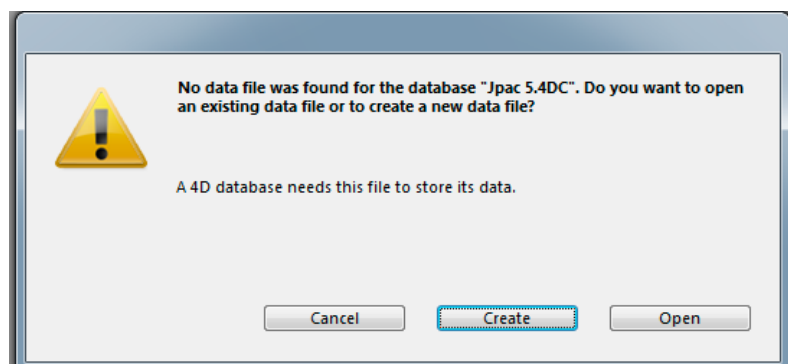 No data file was found for the database "Jpac 5.4DC". Do you want to open
an existing data file or to create a new data file?
A 4D database needs this file to store its data.
Cancel Create Open